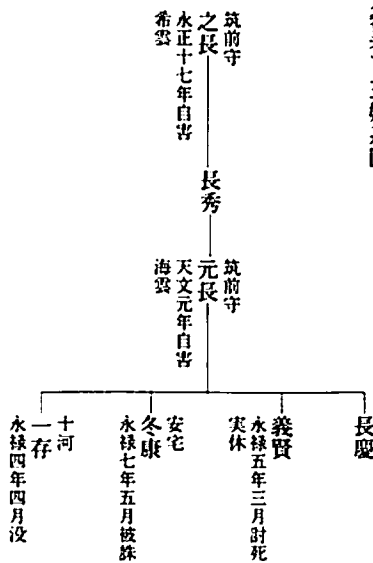 筑前守
之長
永正十七年自害
希雲
長秀
筑前守
元長
天文元年自害
海雲
長慶
義賢
永禄五年三月討死
実休
安宅
冬康
永禄七年五月被誅
十河
一存
永禄四年四月没